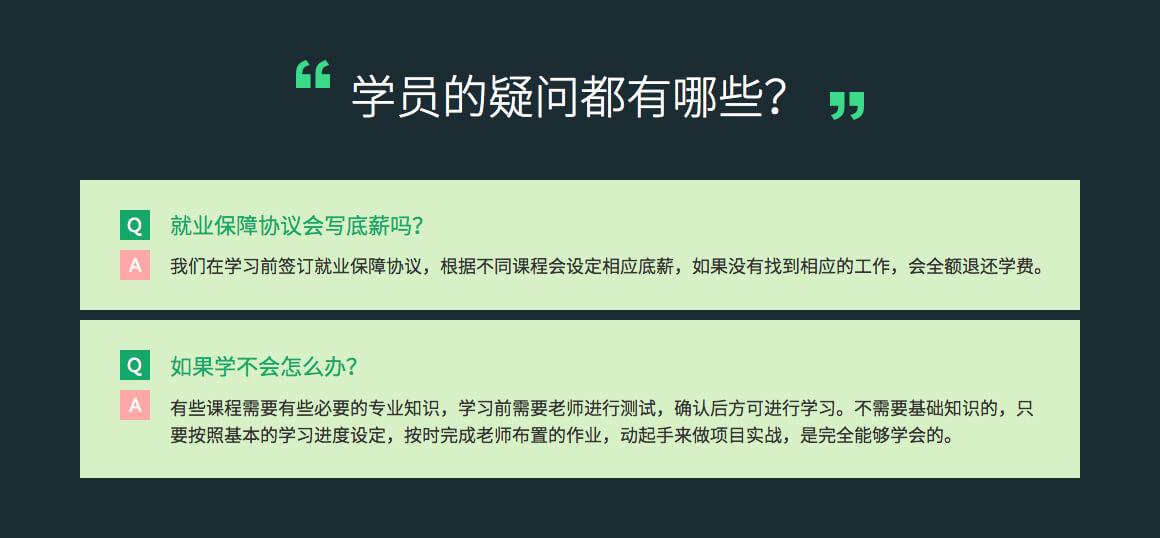 “学员的疑问都有哪些？”
Q 就业保障协议会写底薪吗？
A 我们在学习前签订就业保障协议，根据不同课程会设定相应底薪，如果没有找到相应的工作，会全额退还学费。
Q 如果学不会怎么办？
A 有些课程需要有些必要的专业知识，学习前需要老师进行测试，确认后方可进行学习。不需要基础知识的，只
要按照基本的学习进度设定，按时完成老师布置的作业，动起手来做项目实战，是完全能够学会的。